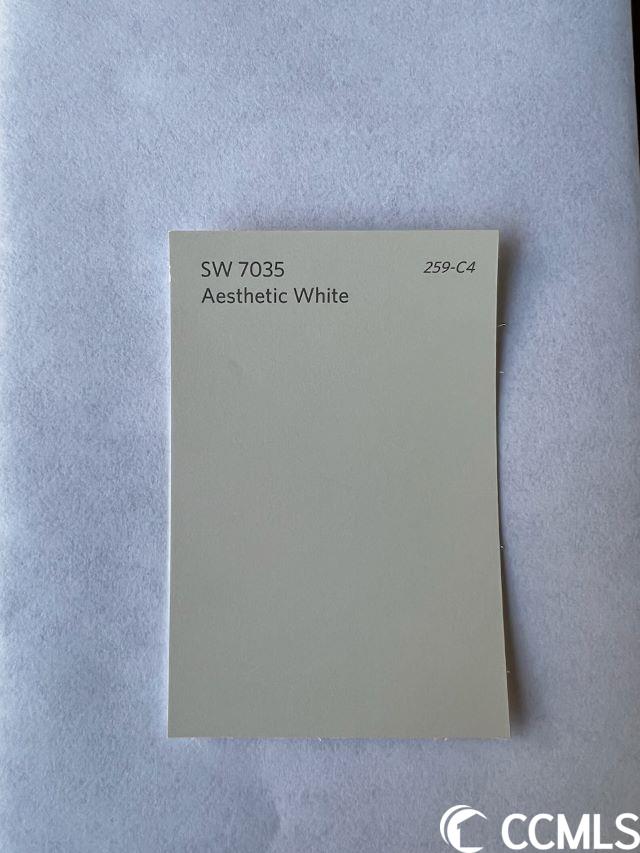 SW 7035 259-C4
Aesthetic White
CCMLS